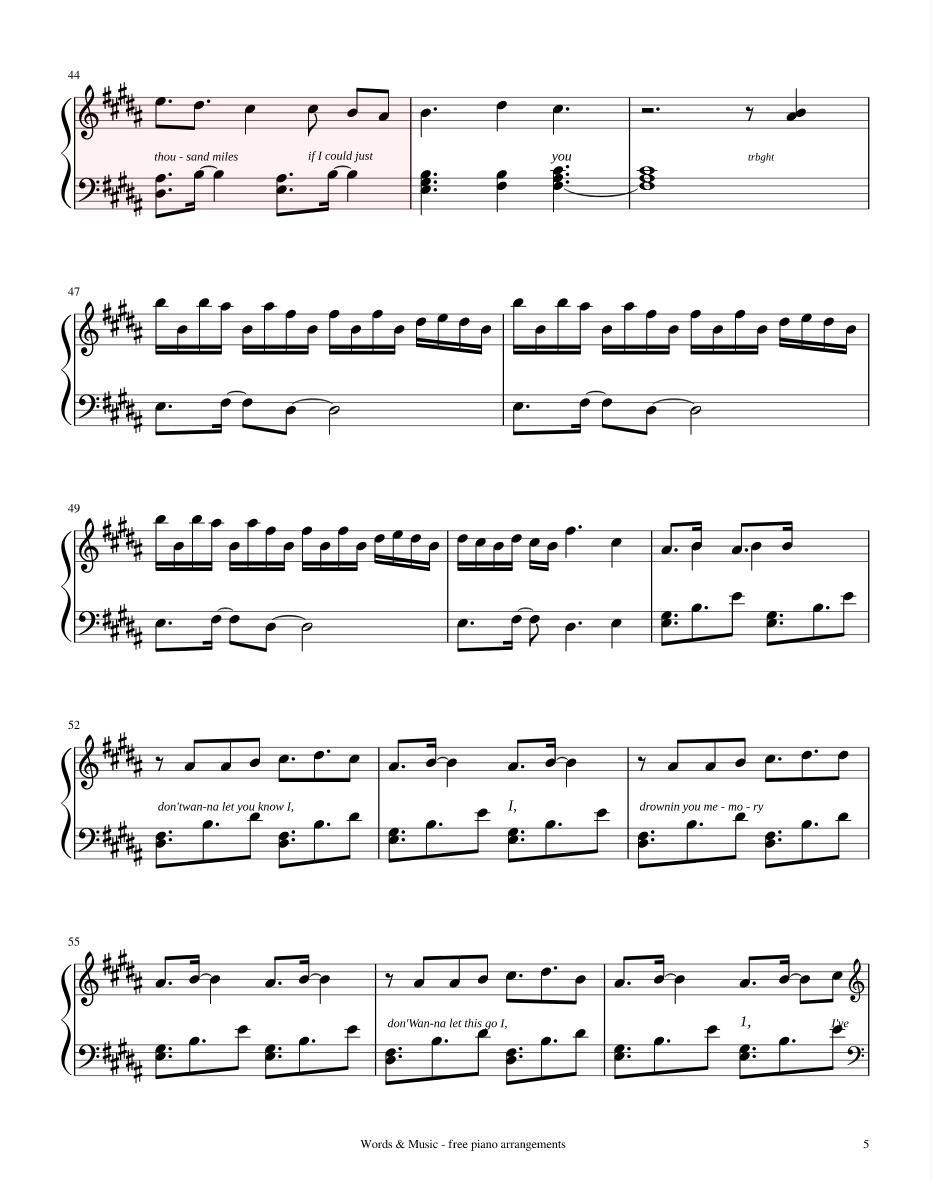 44
thou - sand miles if I could just you trbght
47
49
52
don'twan-na let you know I, I, drownin you me - mo - ry
55
don'Wan-na let this go I, 1, I've
Words & Music - free piano arrangements 5